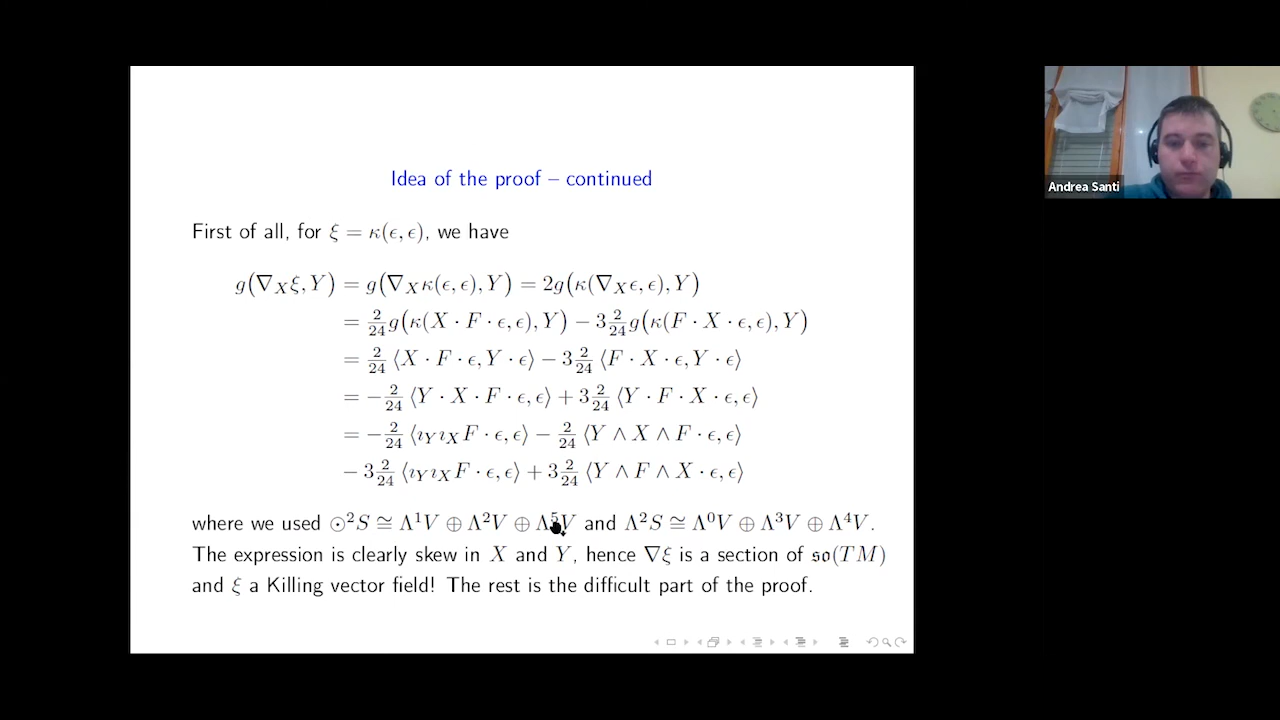 Idea of the proof – continued
First of all, for ξ = κ(ϵ, ϵ), we have
g(∇_X ξ, Y) = g(∇_X κ(ϵ, ϵ), Y) = 2g(κ(∇_X ϵ, ϵ), Y)
= 2/24 g(κ(X · F · ϵ, ϵ), Y) − 3 2/24 g(κ(F · X · ϵ, ϵ), Y)
= 2/24 ⟨X · F · ϵ, Y · ϵ⟩ − 3 2/24 ⟨F · X · ϵ, Y · ϵ⟩
= − 2/24 ⟨Y · X · F · ϵ, ϵ⟩ + 3 2/24 ⟨Y · F · X · ϵ, ϵ⟩
= − 2/24 ⟨ı_Y ı_X F · ϵ, ϵ⟩ − 2/24 ⟨Y ∧ X ∧ F · ϵ, ϵ⟩
− 3 2/24 ⟨ı_Y ı_X F · ϵ, ϵ⟩ + 3 2/24 ⟨Y ∧ F ∧ X · ϵ, ϵ⟩
where we used ⊙²S ≅ Λ¹V ⊕ Λ²V ⊕ Λ⁵V and Λ²S ≅ Λ⁰V ⊕ Λ³V ⊕ Λ⁴V.
The expression is clearly skew in X and Y, hence ∇ξ is a section of 𝔰𝔬(TM)
and ξ a Killing vector field! The rest is the difficult part of the proof.
Andrea Santi